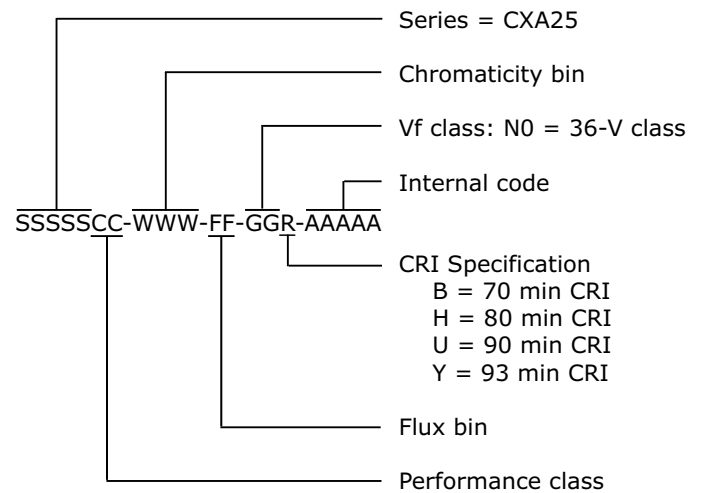 Series = CXA25
Chromaticity bin
Vf class: N0 = 36-V class
Internal code
SSSSSCC-WWW-FF-GGR-AAAAA
CRI Specification
B = 70 min CRI
H = 80 min CRI
U = 90 min CRI
Y = 93 min CRI
Flux bin
Performance class